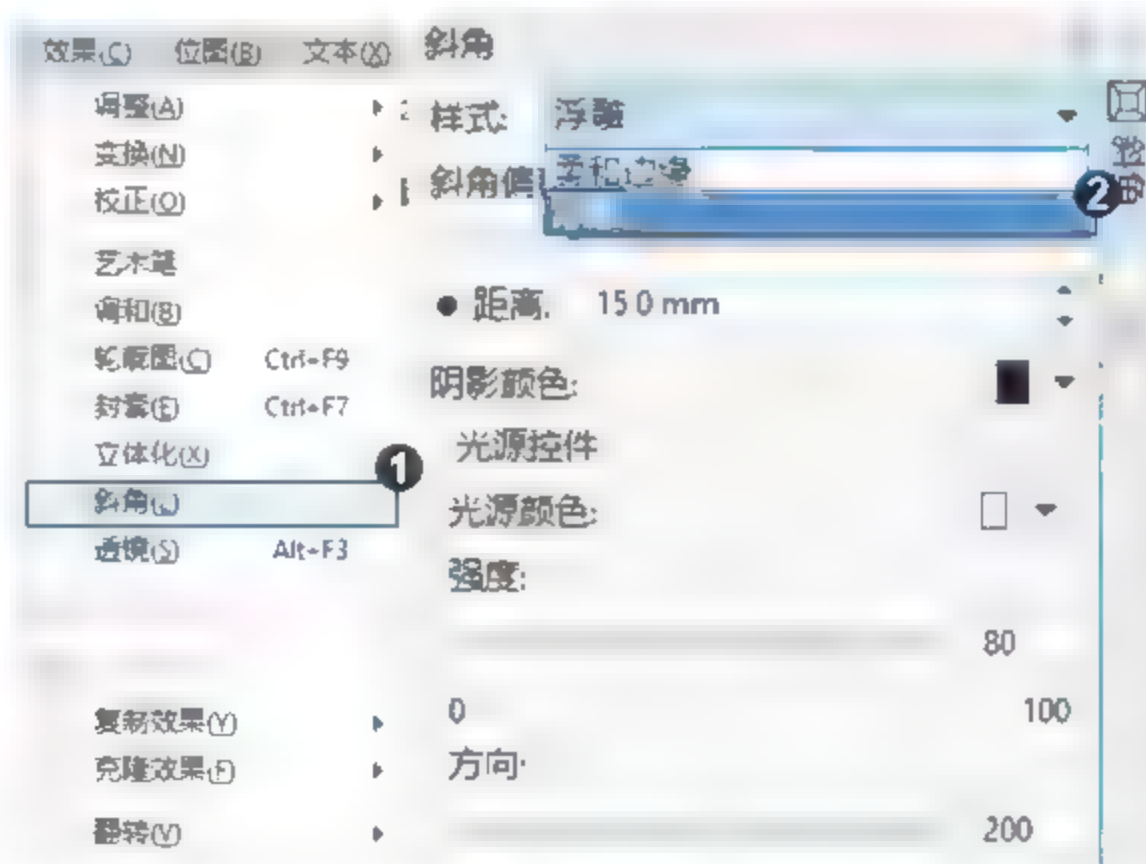 效果(C) 位图(B) 文本(X)
调整(A)
变换(N)
校正(O)
艺术笔
调和(B)
轮廓图(C) Ctrl+F9
封套(E) Ctrl+F7
立体化(X)
斜角(L)
透镜(S) Alt+F3
复制效果(Y)
克隆效果(F)
翻转(V)
1
斜角
样式: 浮雕
斜角偏 柔和边缘
2
距离: 15.0 mm
阴影颜色:
光源控件
光源颜色:
强度:
80
0 100
方向:
200